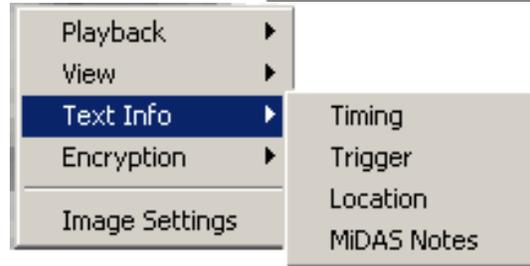 Playback
View
Text Info
Encryption
Image Settings
Timing
Trigger
Location
MiDAS Notes